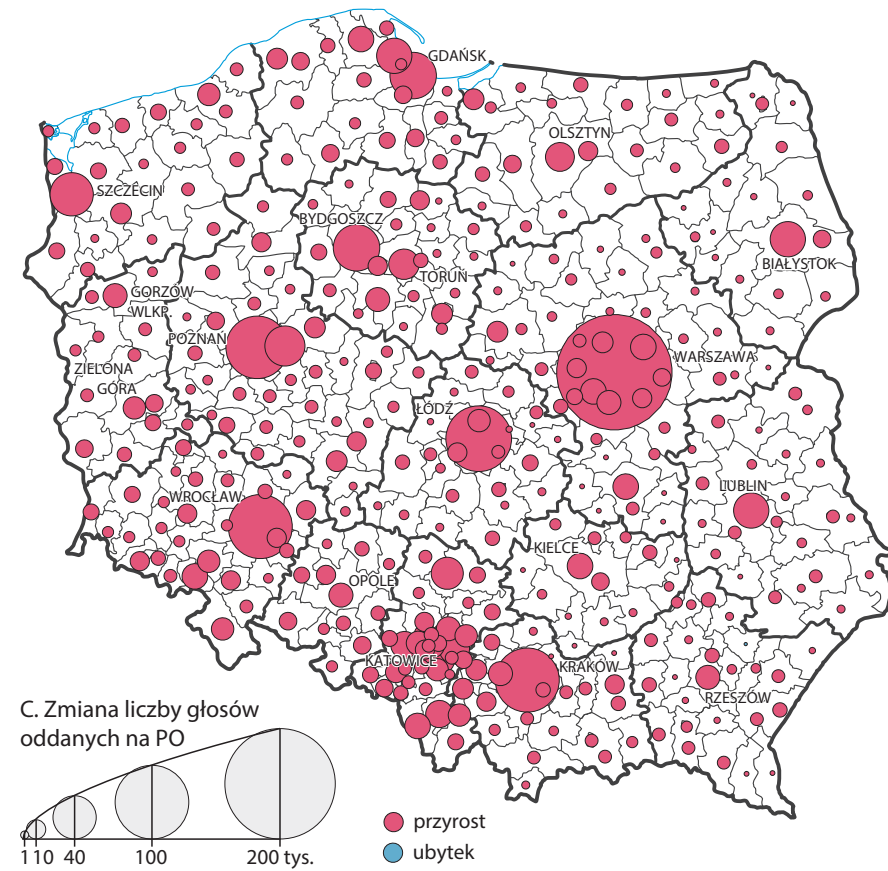 GDAŃSK
OLSZTYN
SZCZECIN
BYDGOSZCZ
TORUŃ
BIAŁYSTOK
GORZÓW
WLKP.
POZNAŃ
WARSZAWA
ZIELONA
GÓRA
ŁÓDŹ
WROCŁAW
LUBLIN
KIELCE
OPOLE
KATOWICE
KRAKÓW
RZESZÓW
C. Zmiana liczby głosów
oddanych na PO
1 10 40 100 200 tys.
przyrost
ubytek